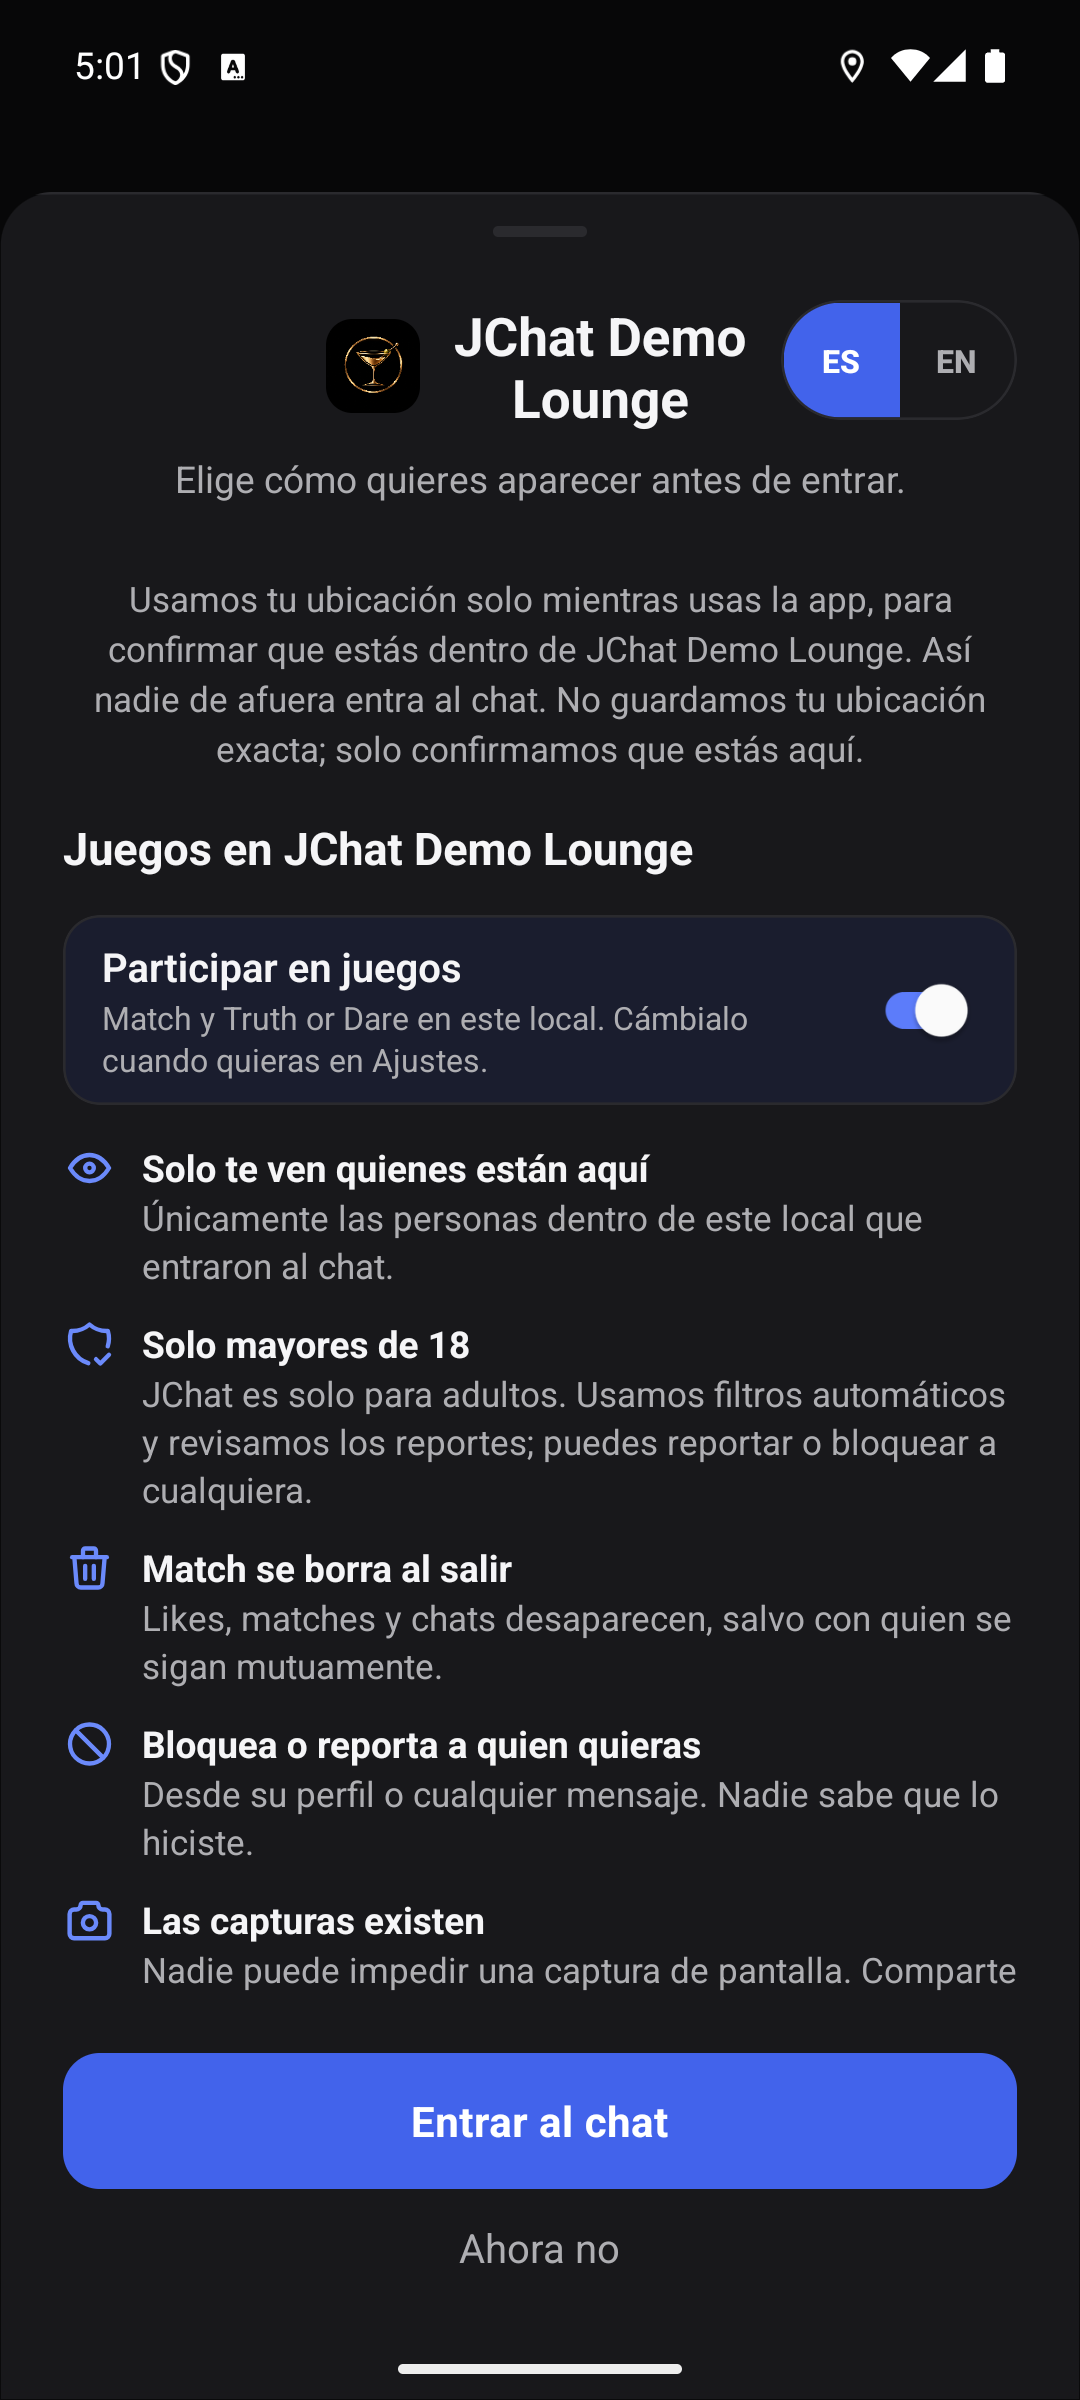 5:01
JChat Demo
Lounge
ES
EN
Elige cómo quieres aparecer antes de entrar.
Usamos tu ubicación solo mientras usas la app, para
confirmar que estás dentro de JChat Demo Lounge. Así
nadie de afuera entra al chat. No guardamos tu ubicación
exacta; solo confirmamos que estás aquí.
Juegos en JChat Demo Lounge
Participar en juegos
Match y Truth or Dare en este local. Cámbialo
cuando quieras en Ajustes.
Solo te ven quienes están aquí
Únicamente las personas dentro de este local que
entraron al chat.
Solo mayores de 18
JChat es solo para adultos. Usamos filtros automáticos
y revisamos los reportes; puedes reportar o bloquear a
cualquiera.
Match se borra al salir
Likes, matches y chats desaparecen, salvo con quien se
sigan mutuamente.
Bloquea o reporta a quien quieras
Desde su perfil o cualquier mensaje. Nadie sabe que lo
hiciste.
Las capturas existen
Nadie puede impedir una captura de pantalla. Comparte
Entrar al chat
Ahora no